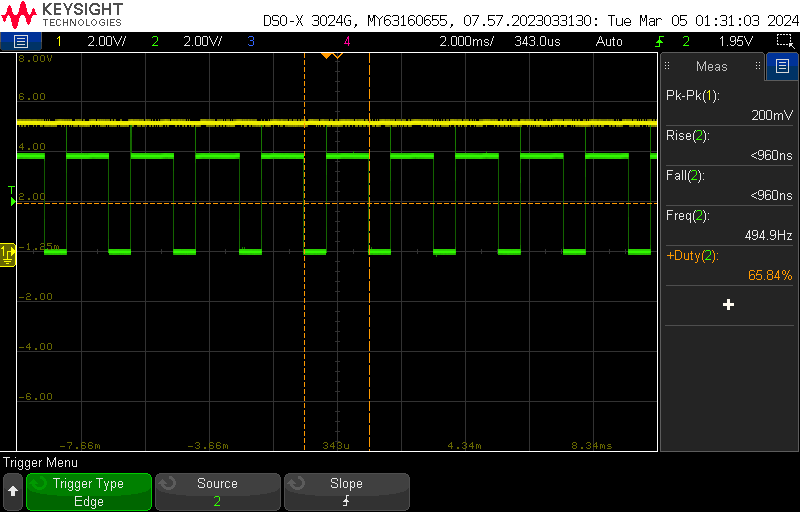 KEYSIGHT
TECHNOLOGIES
DSO-X 3024G, MY63160655, 07.57.2023033130: Tue Mar 05 01:31:03 2024
1 2.00V/ 2 2.00V/ 3 4 2.000ms/ 343.0us Auto 2 1.95V
8.00V
6.00
4.00
2.00
-1.85m
-2.00
-4.00
-6.00
-7.66m -3.66m 343u 4.34m 8.34ms
T
1
Meas
Pk-Pk(1):
200mV
Rise(2):
<960ns
Fall(2):
<960ns
Freq(2):
494.9Hz
+Duty(2):
65.84%
Trigger Menu
Trigger Type
Edge
Source
2
Slope